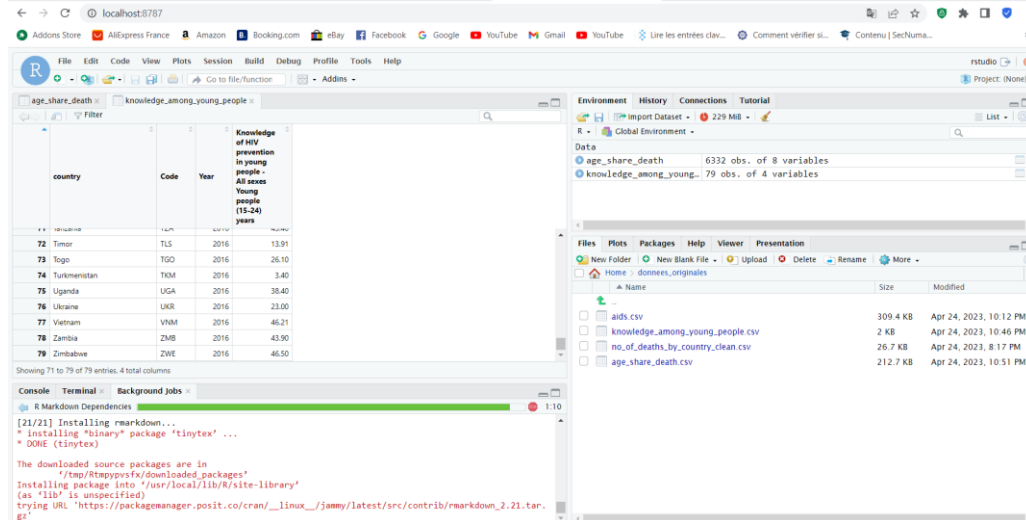 localhost:8787
Addons Store AliExpress France Amazon Booking.com eBay Facebook Google YouTube Gmail YouTube Lire les entrées clav... Comment vérifier si... Contenu | SecNuma...
R File Edit Code View Plots Session Build Debug Profile Tools Help rstudio
Go to file/function Addins Project: (None)
age_share_death knowledge_among_young_people
Filter
country Code Year Knowledge of HIV prevention in young people - All sexes Young people (15-24) years
71 Tanzania TZA 2016
72 Timor TLS 2016 13.91
73 Togo TGO 2016 26.10
74 Turkmenistan TKM 2016 3.40
75 Uganda UGA 2016 38.40
76 Ukraine UKR 2016 23.00
77 Vietnam VNM 2016 46.21
78 Zambia ZMB 2016 43.90
79 Zimbabwe ZWE 2016 46.50
Showing 71 to 79 of 79 entries, 4 total columns
Console Terminal Background Jobs
R Markdown Dependencies 1:10
[21/21] Installing rmarkdown...
* installing *binary* package ‘tinytex’ ...
* DONE (tinytex)
The downloaded source packages are in
‘/tmp/Rtmpypvsfx/downloaded_packages’
Installing package into ‘/usr/local/lib/R/site-library’
(as ‘lib’ is unspecified)
trying URL 'https://packagemanager.posit.co/cran/__linux__/jammy/latest/src/contrib/rmarkdown_2.21.tar.
gz'
Environment History Connections Tutorial
Import Dataset 229 MiB List
R Global Environment
Data
age_share_death 6332 obs. of 8 variables
knowledge_among_young_… 79 obs. of 4 variables
Files Plots Packages Help Viewer Presentation
New Folder New Blank File Upload Delete Rename More
Home donnees_originales
Name Size Modified
..
aids.csv 309.4 KB Apr 24, 2023, 10:12 PM
knowledge_among_young_people.csv 2 KB Apr 24, 2023, 10:46 PM
no_of_deaths_by_country_clean.csv 26.7 KB Apr 24, 2023, 8:17 PM
age_share_death.csv 212.7 KB Apr 24, 2023, 10:51 PM